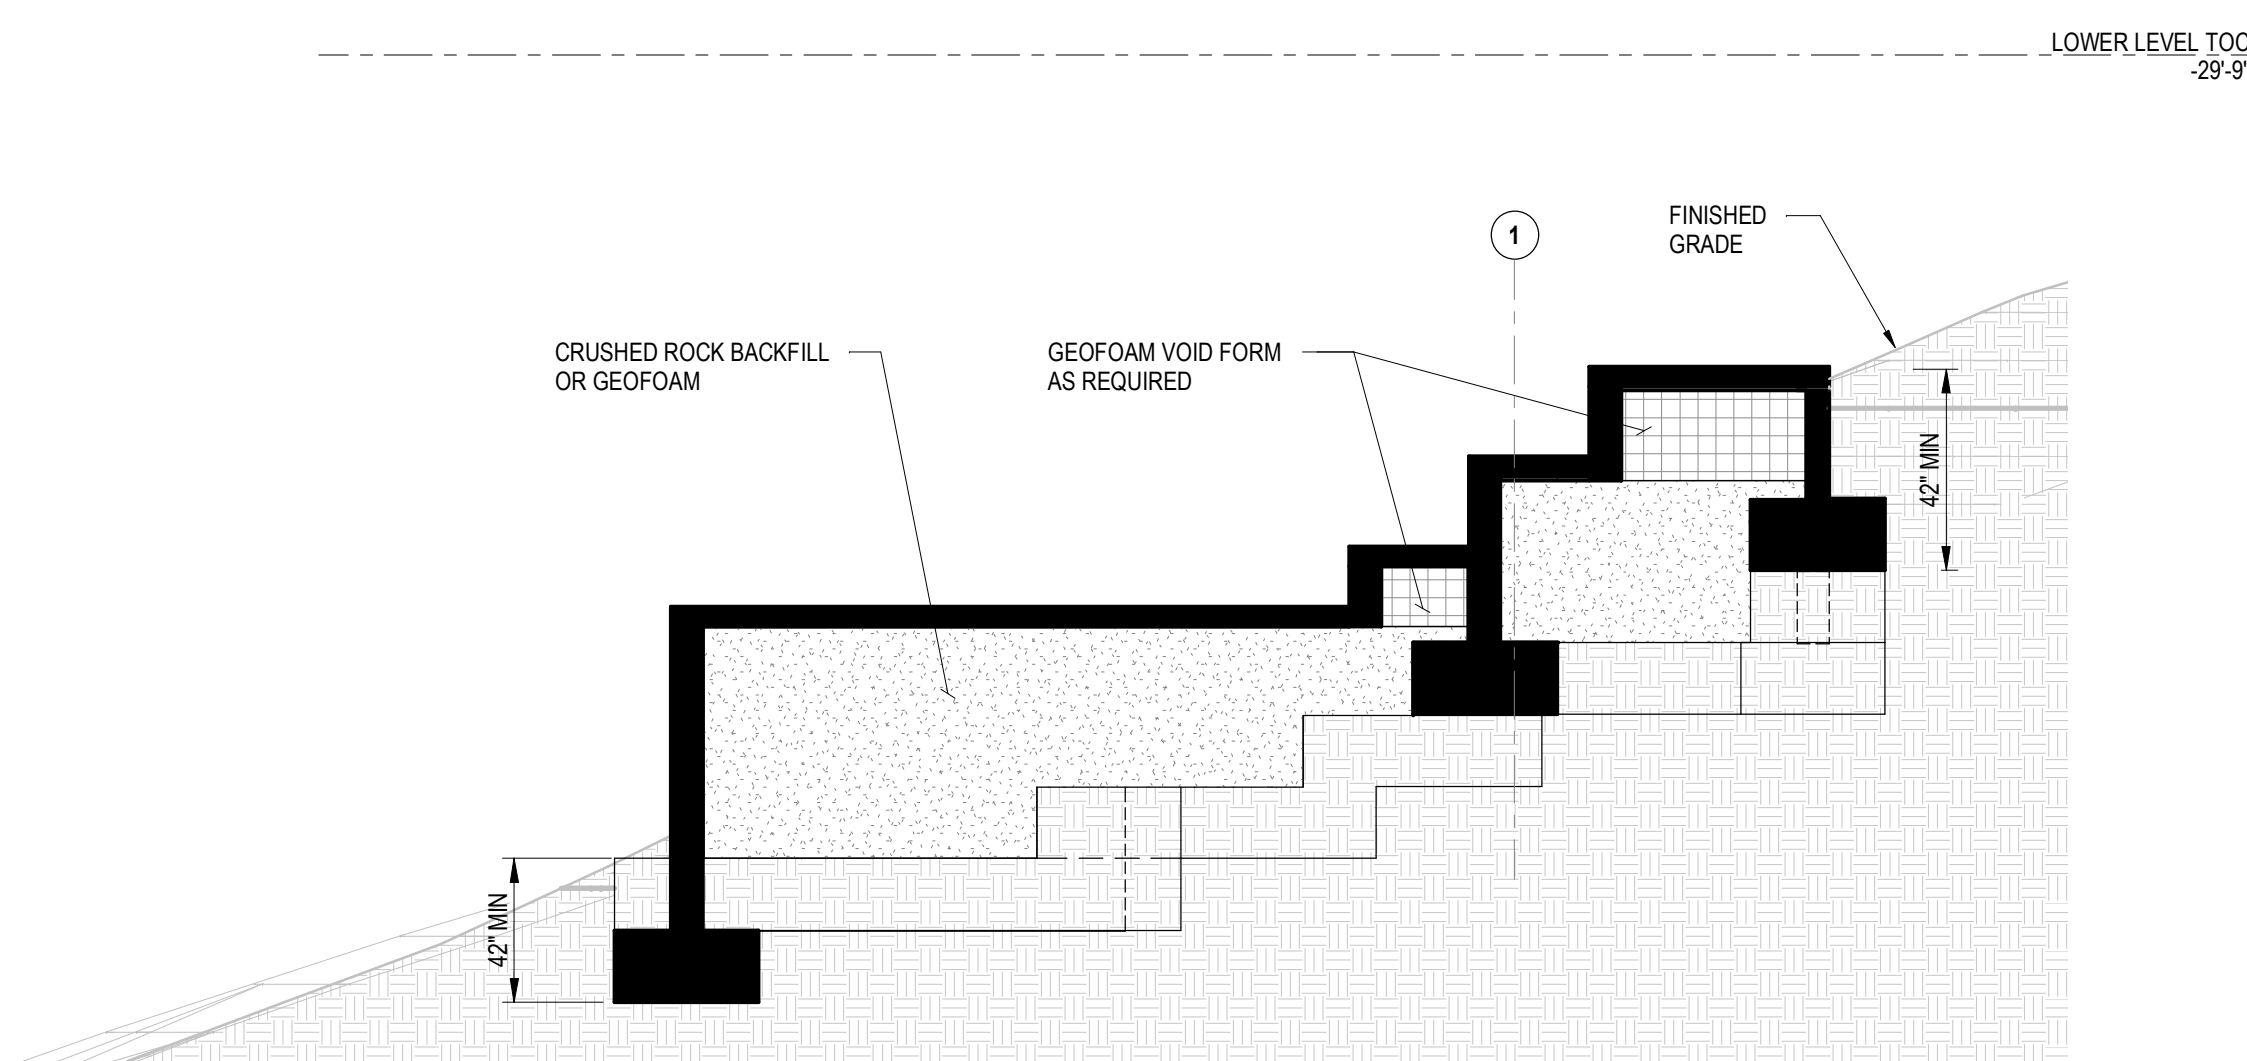 LOWER LEVEL TOC
-29'-9"
FINISHED
GRADE
1
CRUSHED ROCK BACKFILL
OR GEOFOAM
GEOFOAM VOID FORM
AS REQUIRED
42" MIN
42" MIN